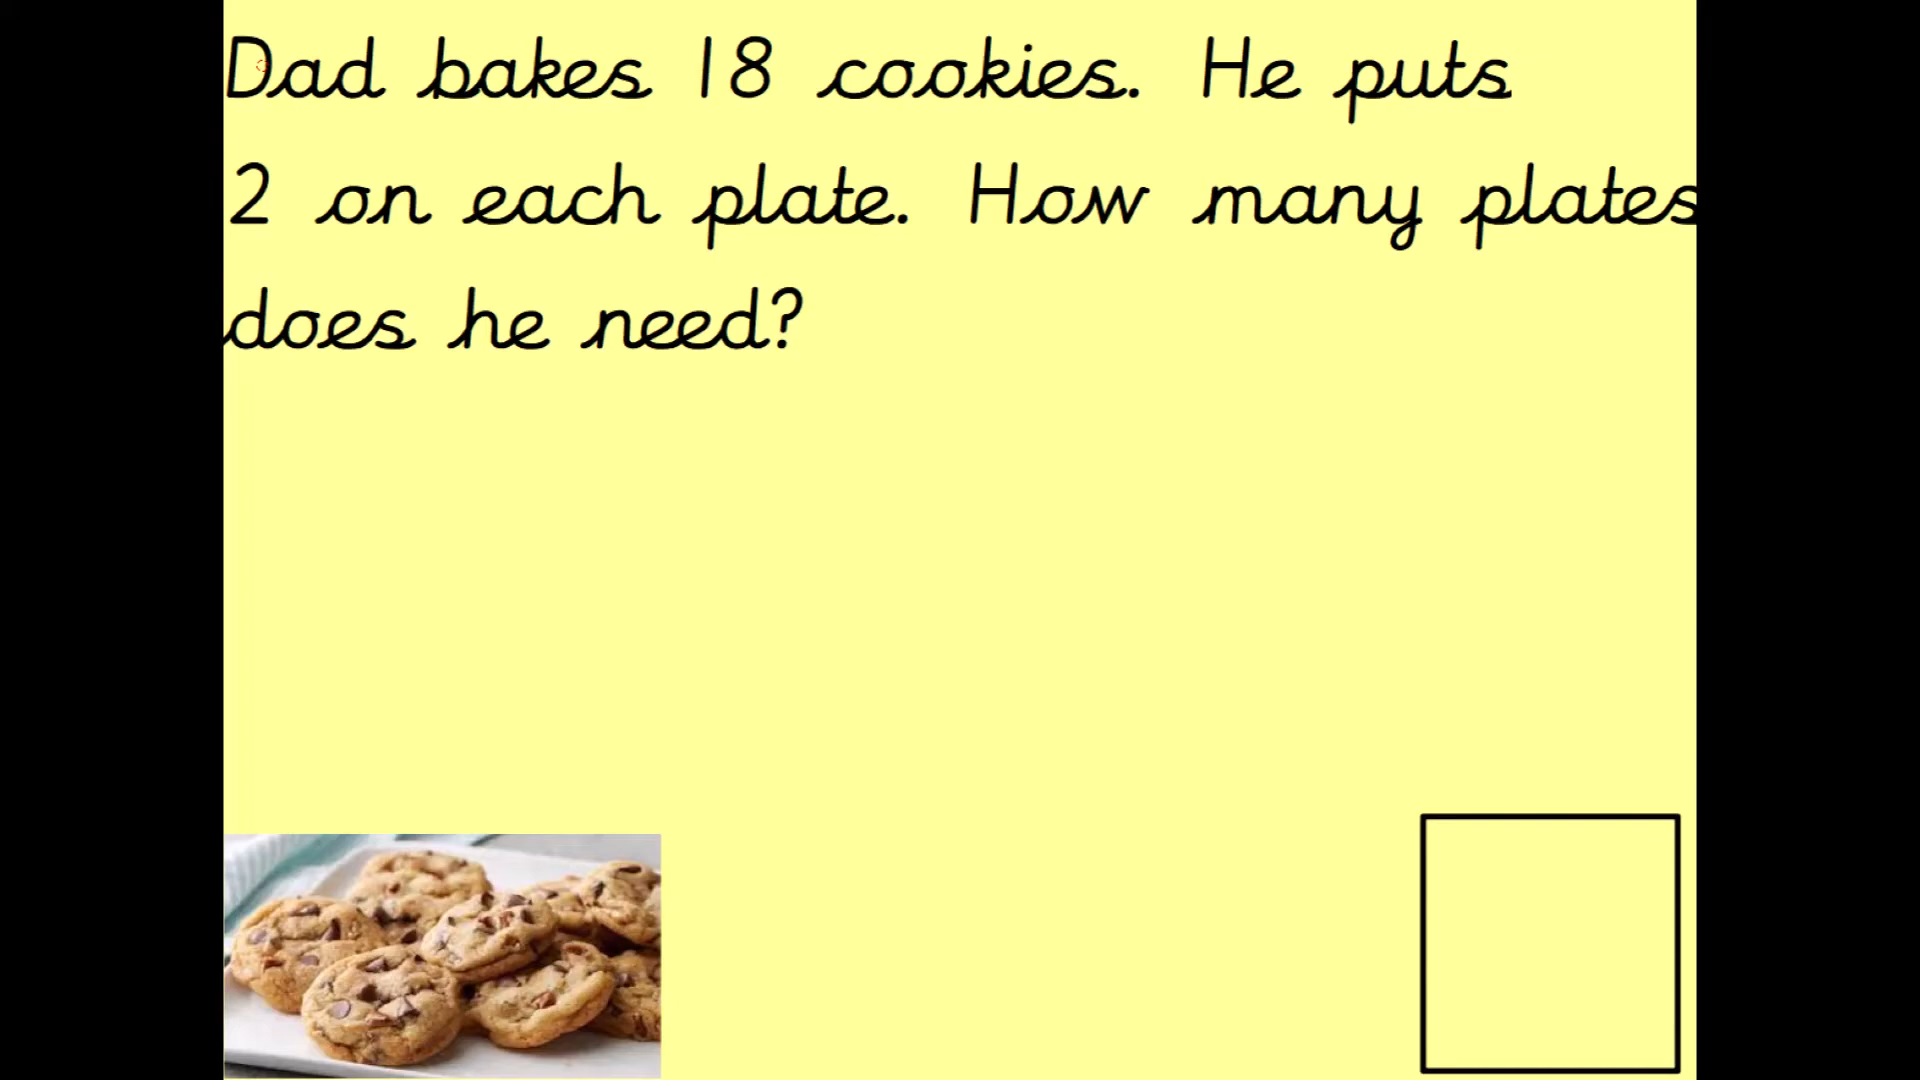 Dad bakes 18 cookies. He puts
2 on each plate. How many plates
does he need?